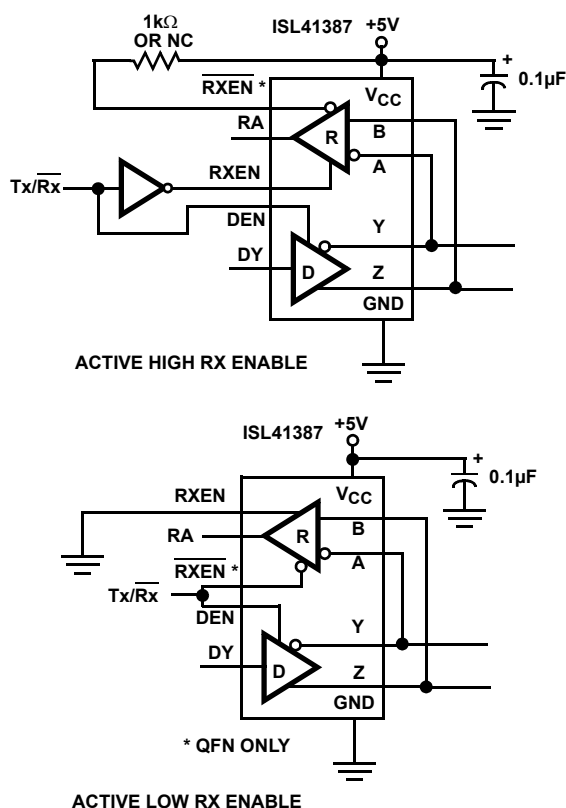 1kΩ
OR NC
ISL41387
+5V
+
0.1µF
RXEN *
VCC
RA
R
B
A
RXEN
Tx/Rx
DEN
Y
DY
D
Z
GND
ACTIVE HIGH RX ENABLE
ISL41387
+5V
+
0.1µF
RXEN
VCC
RA
R
B
A
RXEN *
Tx/Rx
DEN
Y
DY
D
Z
GND
* QFN ONLY
ACTIVE LOW RX ENABLE